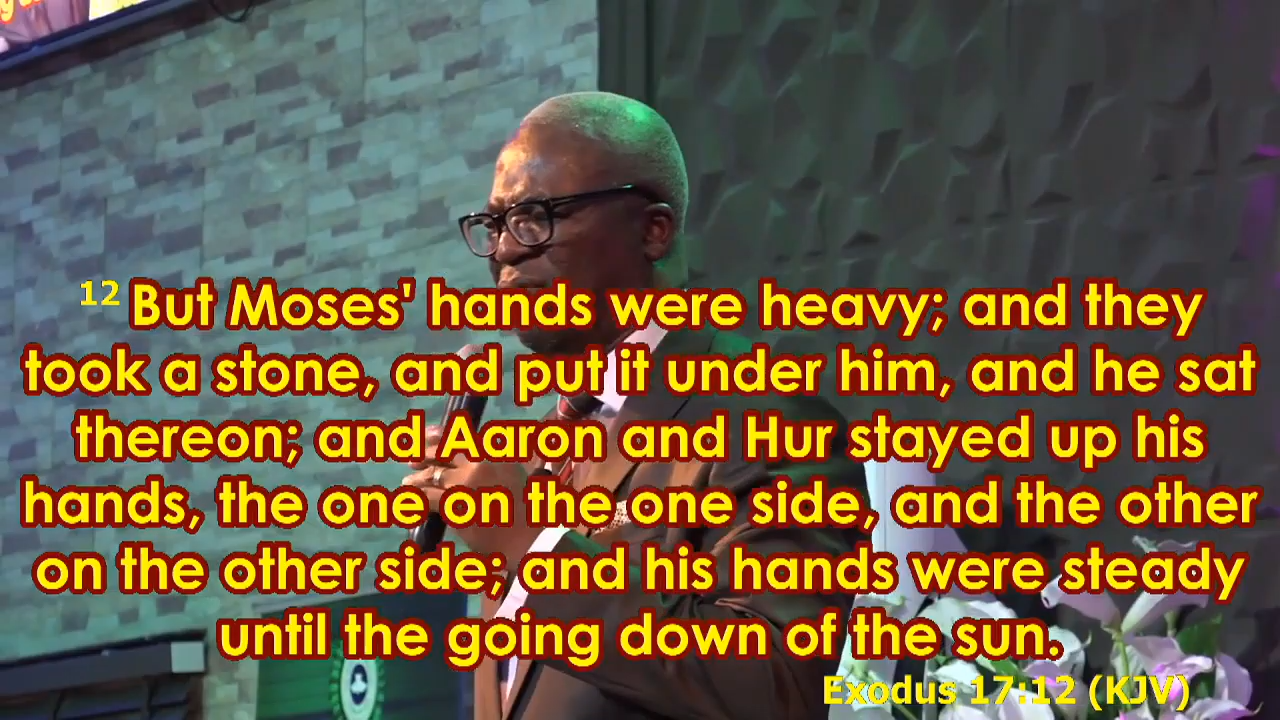 12 But Moses' hands were heavy; and they
took a stone, and put it under him, and he sat
thereon; and Aaron and Hur stayed up his
hands, the one on the one side, and the other
on the other side; and his hands were steady
until the going down of the sun.
Exodus 17:12 (KJV)